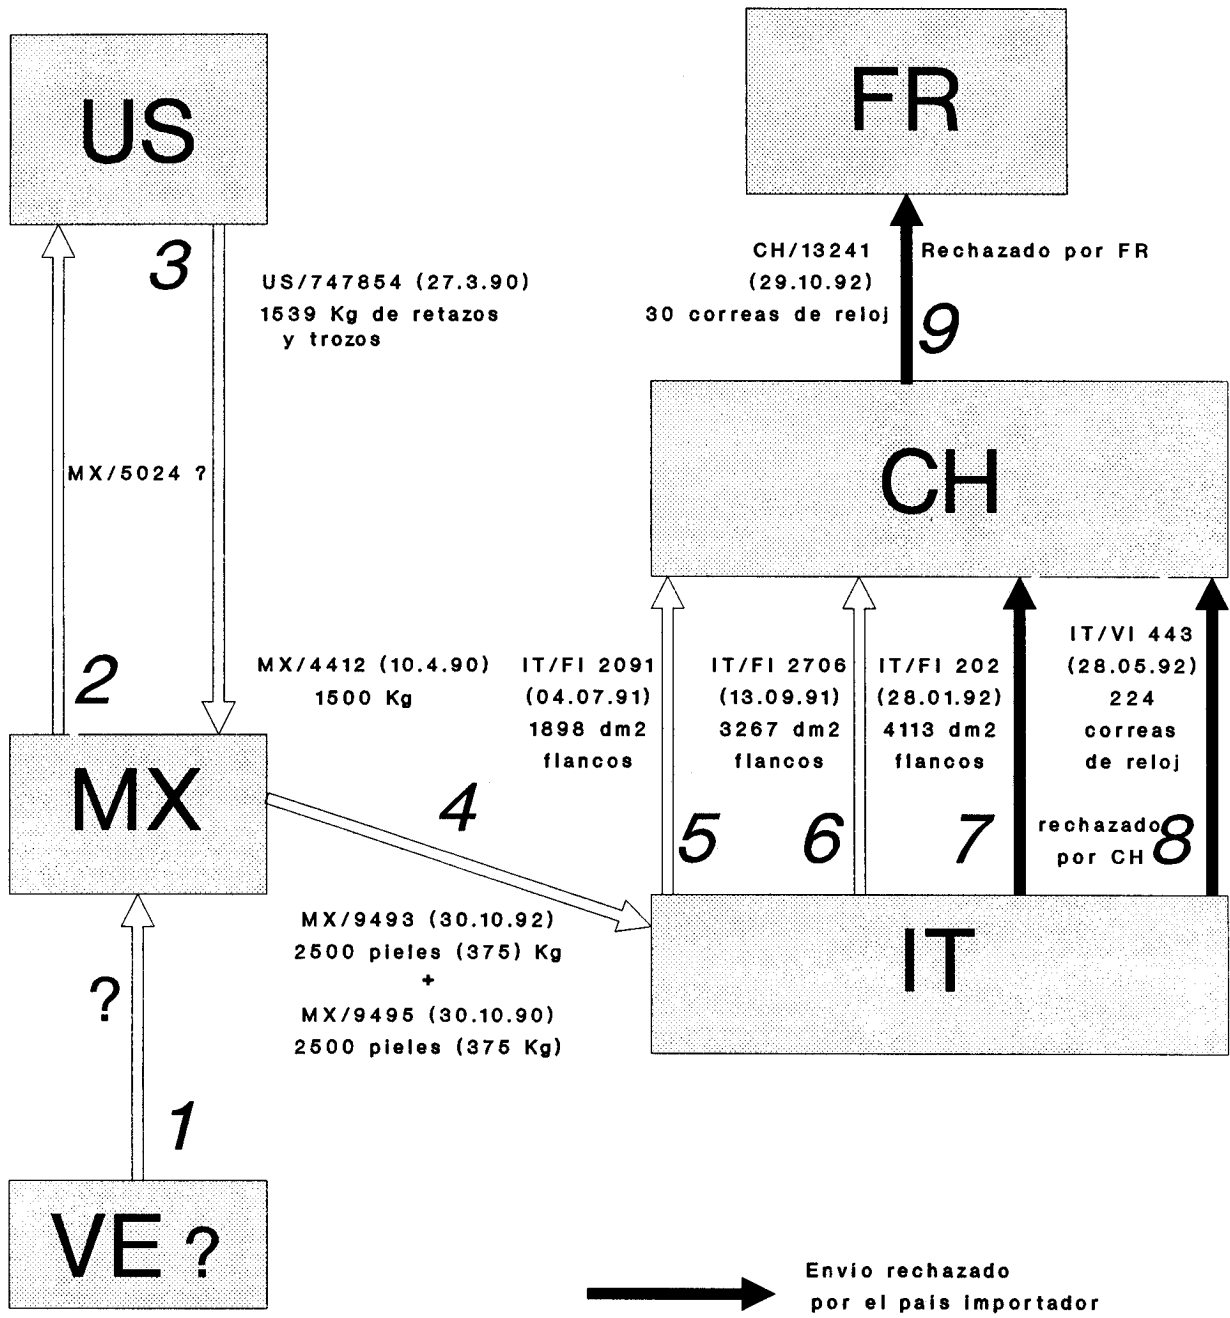 US
FR
3
US/747854 (27.3.90)
1539 Kg de retazos
y trozos
CH/13241
(29.10.92)
30 correas de reloj
Rechazado por FR
9
CH
MX/5024 ?
2
MX/4412 (10.4.90)
1500 Kg
IT/FI 2091
(04.07.91)
1898 dm2
flancos
IT/FI 2706
(13.09.91)
3267 dm2
flancos
IT/FI 202
(28.01.92)
4113 dm2
flancos
IT/VI 443
(28.05.92)
224
correas
de reloj
MX
4
5
6
7
rechazado
por CH
8
MX/9493 (30.10.92)
2500 pieles (375) Kg
+
MX/9495 (30.10.90)
2500 pieles (375 Kg)
IT
?
1
VE ?
Envio rechazado
por el pais importador